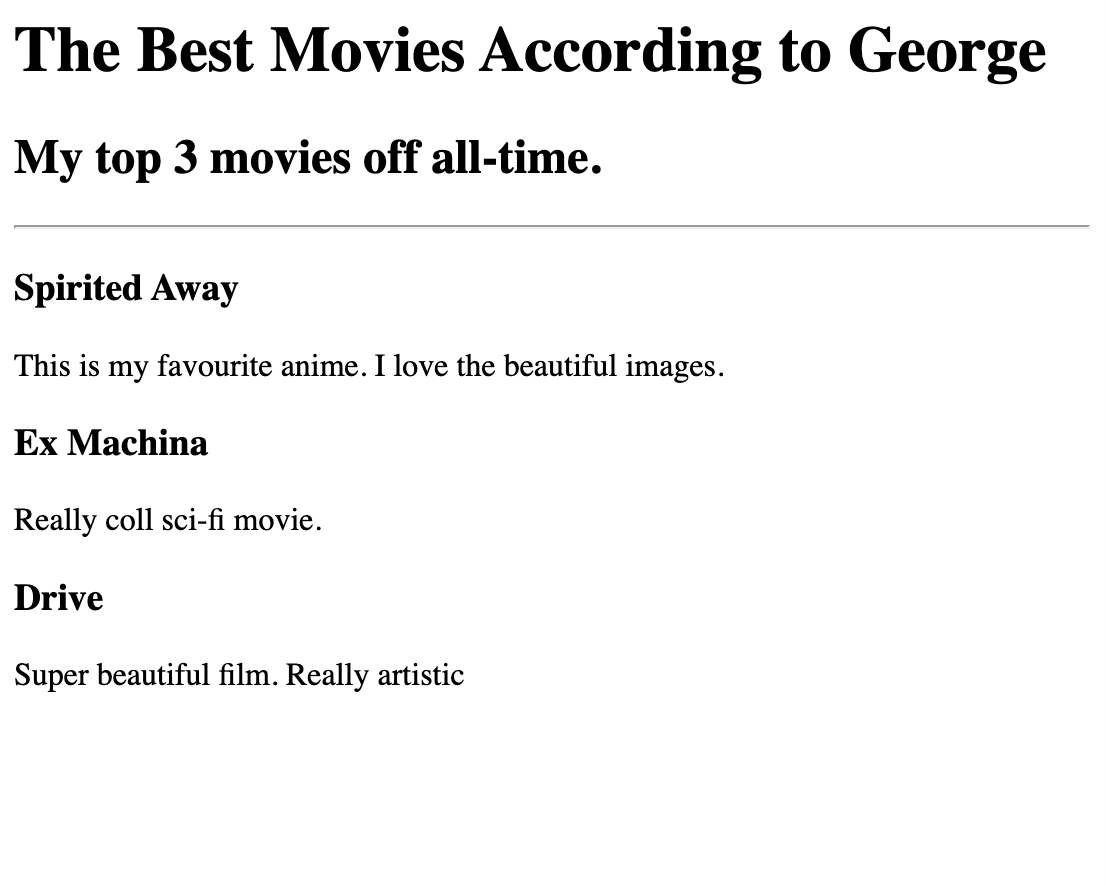 The Best Movies According to George
My top 3 movies off all-time.
Spirited Away
This is my favourite anime. I love the beautiful images.
Ex Machina
Really coll sci-fi movie.
Drive
Super beautiful film. Really artistic